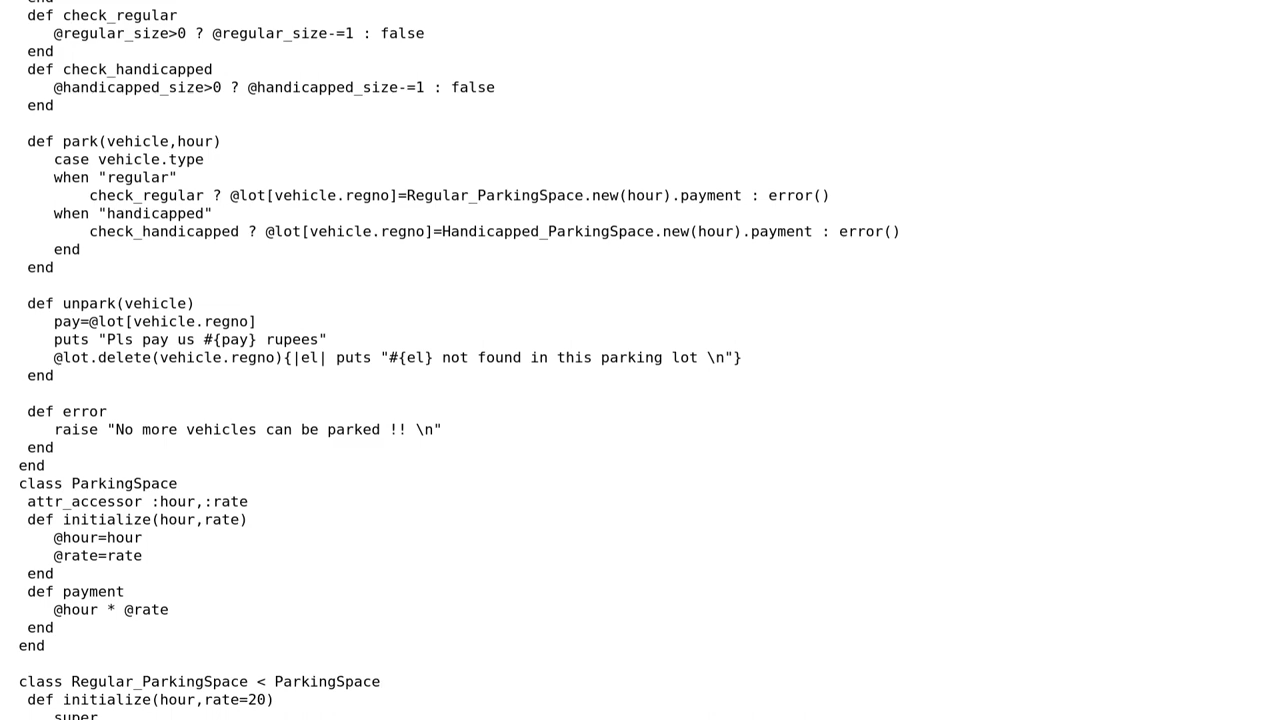 end
def check_regular
@regular_size>0 ? @regular_size-=1 : false
end
def check_handicapped
@handicapped_size>0 ? @handicapped_size-=1 : false
end
def park(vehicle,hour)
case vehicle.type
when "regular"
check_regular ? @lot[vehicle.regno]=Regular_ParkingSpace.new(hour).payment : error()
when "handicapped"
check_handicapped ? @lot[vehicle.regno]=Handicapped_ParkingSpace.new(hour).payment : error()
end
end
def unpark(vehicle)
pay=@lot[vehicle.regno]
puts "Pls pay us #{pay} rupees"
@lot.delete(vehicle.regno){|el| puts "#{el} not found in this parking lot \n"}
end
def error
raise "No more vehicles can be parked !! \n"
end
end
class ParkingSpace
attr_accessor :hour,:rate
def initialize(hour,rate)
@hour=hour
@rate=rate
end
def payment
@hour * @rate
end
end
class Regular_ParkingSpace < ParkingSpace
def initialize(hour,rate=20)
super